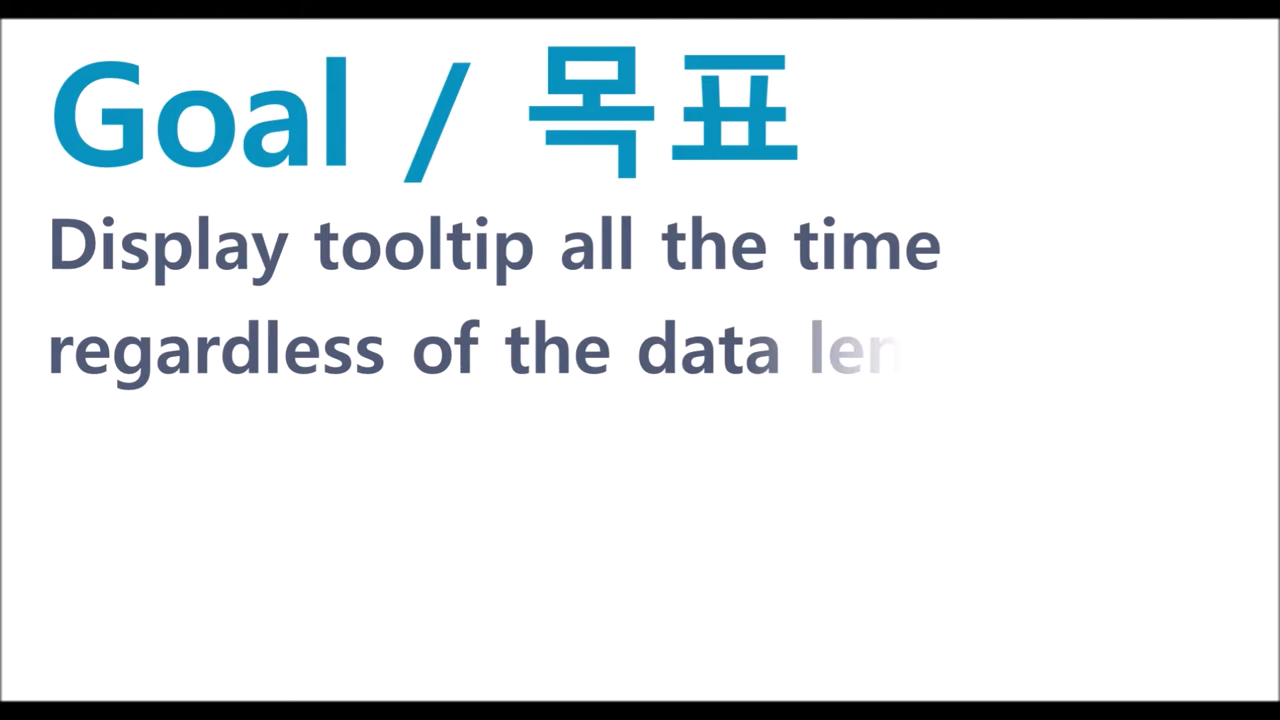 Goal / 목표
Display tooltip all the time
regardless of the data len